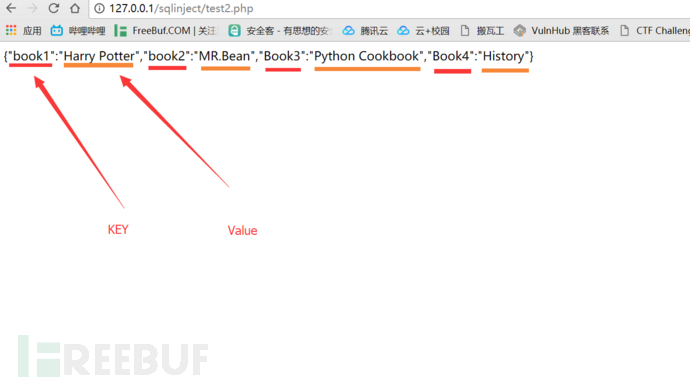 127.0.0.1/sqlinject/test2.php
应用 哔哩哔哩 FreeBuf.COM | 关注 安全客 - 有思想的安 腾讯云 云+校园 搬瓦工 VulnHub 黑客联系 CTF Challeng
{"book1":"Harry Potter","book2":"MR.Bean","Book3":"Python Cookbook","Book4":"History"}
KEY Value
FREEBUF